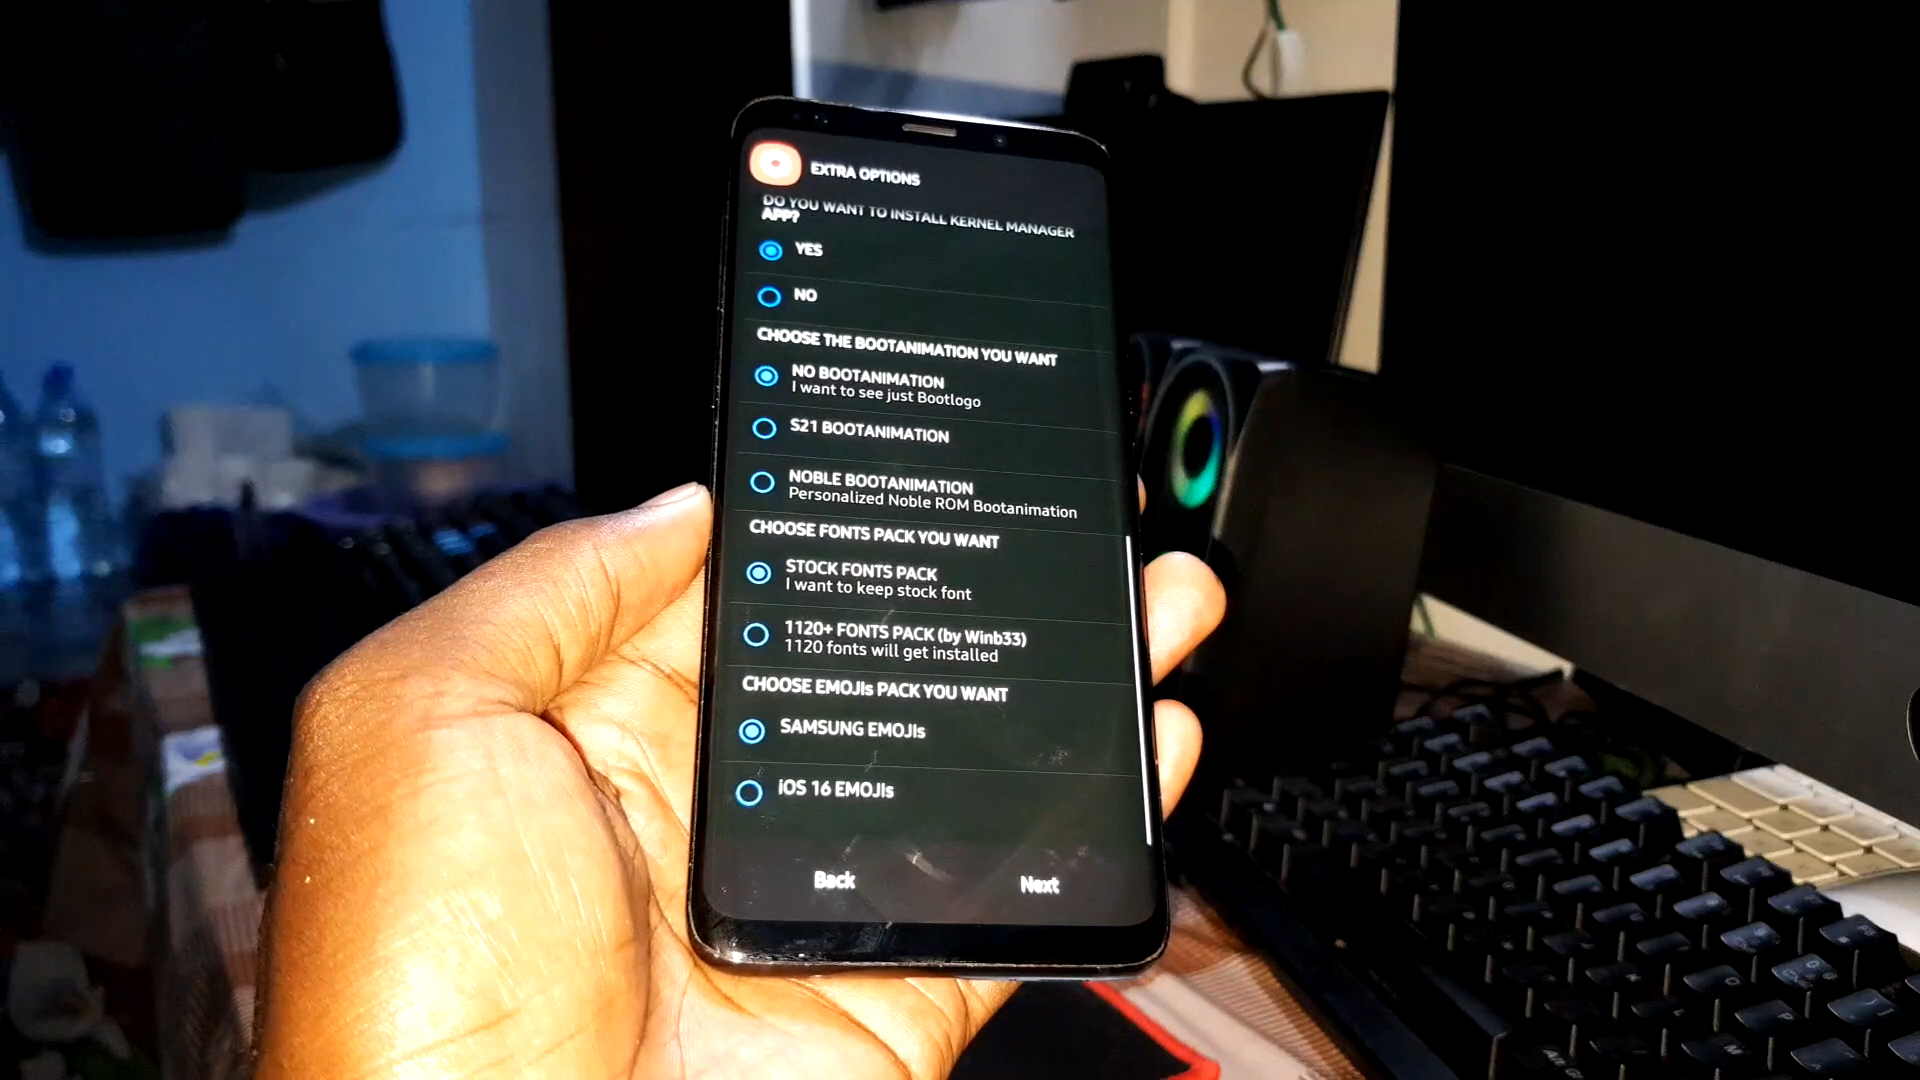 EXTRA OPTIONS
DO YOU WANT TO INSTALL KERNEL MANAGER
APP?
YES
NO
CHOOSE THE BOOTANIMATION YOU WANT
NO BOOTANIMATION
I want to see just Bootlogo
S21 BOOTANIMATION
NOBLE BOOTANIMATION
Personalized Noble ROM Bootanimation
CHOOSE FONTS PACK YOU WANT
STOCK FONTS PACK
I want to keep stock font
1120+ FONTS PACK (by Winb33)
1120 fonts will get installed
CHOOSE EMOJIs PACK YOU WANT
SAMSUNG EMOJIs
iOS 16 EMOJIs
Back
Next